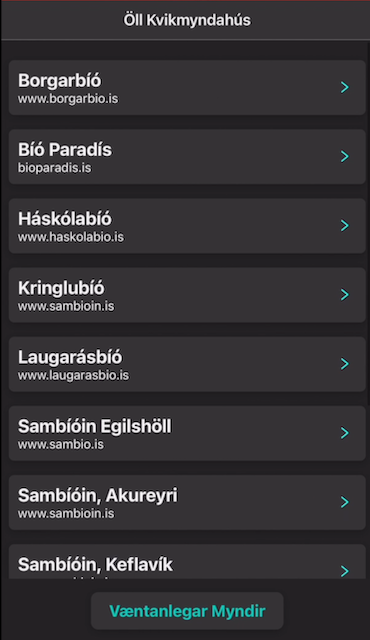 Öll Kvikmyndahús
Borgarbíó
www.borgarbio.is
Bíó Paradís
bioparadis.is
Háskólabíó
www.haskolabio.is
Kringlubíó
www.sambioin.is
Laugarásbíó
www.laugarasbio.is
Sambíóin Egilshöll
www.sambio.is
Sambíóin, Akureyri
www.sambioin.is
Sambíóin, Keflavík
Væntanlegar Myndir